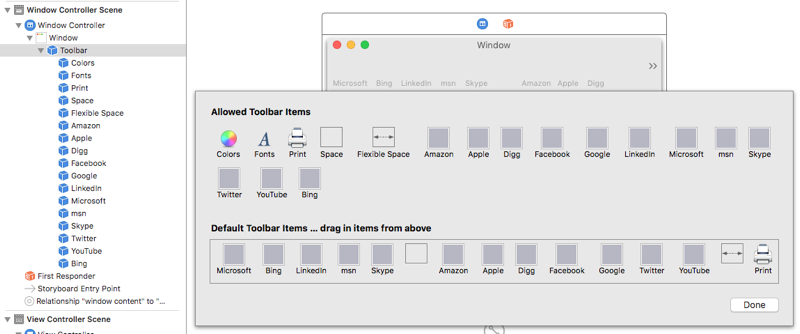 Window Controller Scene
Window Controller
Window
Toolbar
Colors
Fonts
Print
Space
Flexible Space
Amazon
Apple
Digg
Facebook
Google
LinkedIn
Microsoft
msn
Skype
Twitter
YouTube
Bing
First Responder
Storyboard Entry Point
Relationship "window content" to "...
View Controller Scene
View Controller
Window
Microsoft Bing LinkedIn msn Skype Amazon Apple Digg
Allowed Toolbar Items
Colors Fonts Print Space Flexible Space Amazon Apple Digg Facebook Google LinkedIn Microsoft msn Skype
Twitter YouTube Bing
Default Toolbar Items ... drag in items from above
Microsoft Bing LinkedIn msn Skype Amazon Apple Digg Facebook Google Twitter YouTube Print
Done